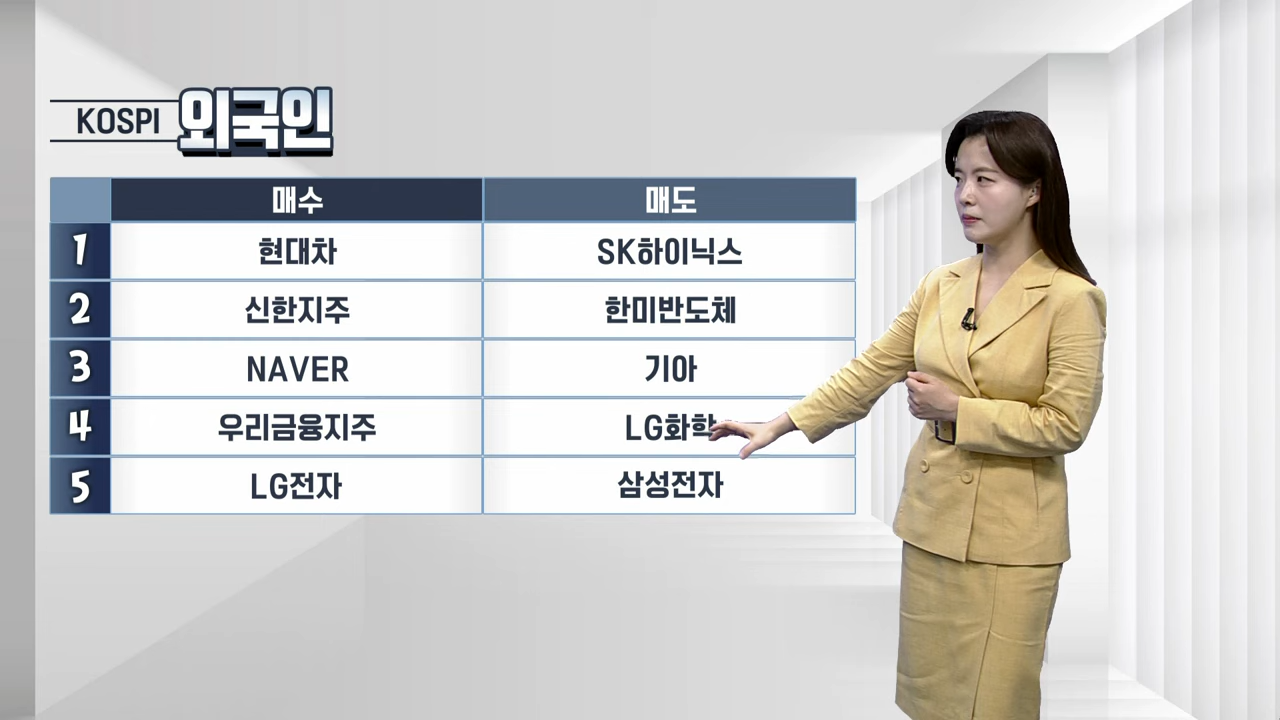 KOSPI 외국인
매수 매도
1 현대차 SK하이닉스
2 신한지주 한미반도체
3 NAVER 기아
4 우리금융지주 LG화학
5 LG전자 삼성전자